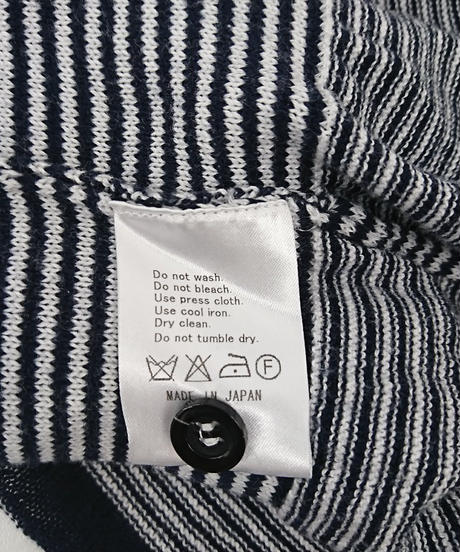 Do not wash.
Do not bleach.
Use press cloth.
Use cool iron.
Dry clean.
Do not tumble dry.
F
MADE IN JAPAN